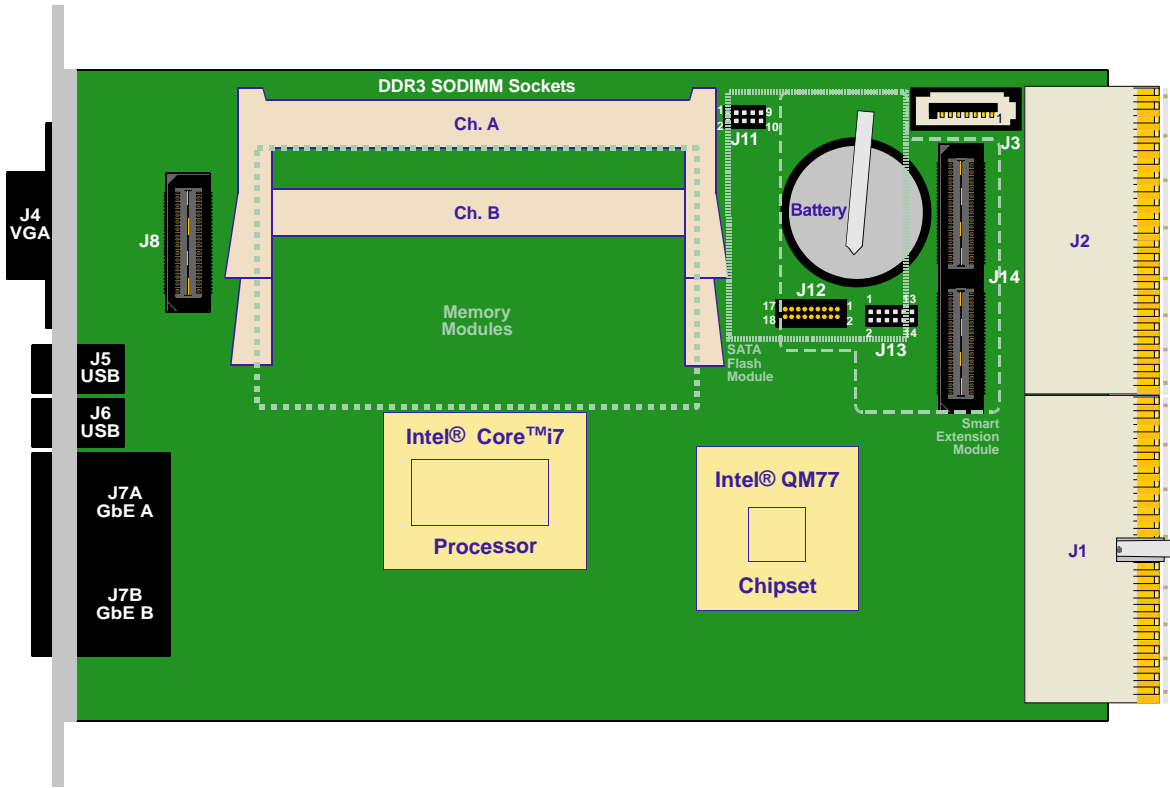 DDR3 SODIMM Sockets
Ch. A
Ch. B
Memory
Modules
J4
VGA
J8
J5
USB
J6
USB
J7A
GbE A
J7B
GbE B
Intel® Core™i7
Processor
Intel® QM77
Chipset
1
9
2
10
J11
Battery
1
J3
J2
J14
J12
17
1
18
2
1
13
2
14
J13
SATA
Flash
Module
Smart
Extension
Module
J1